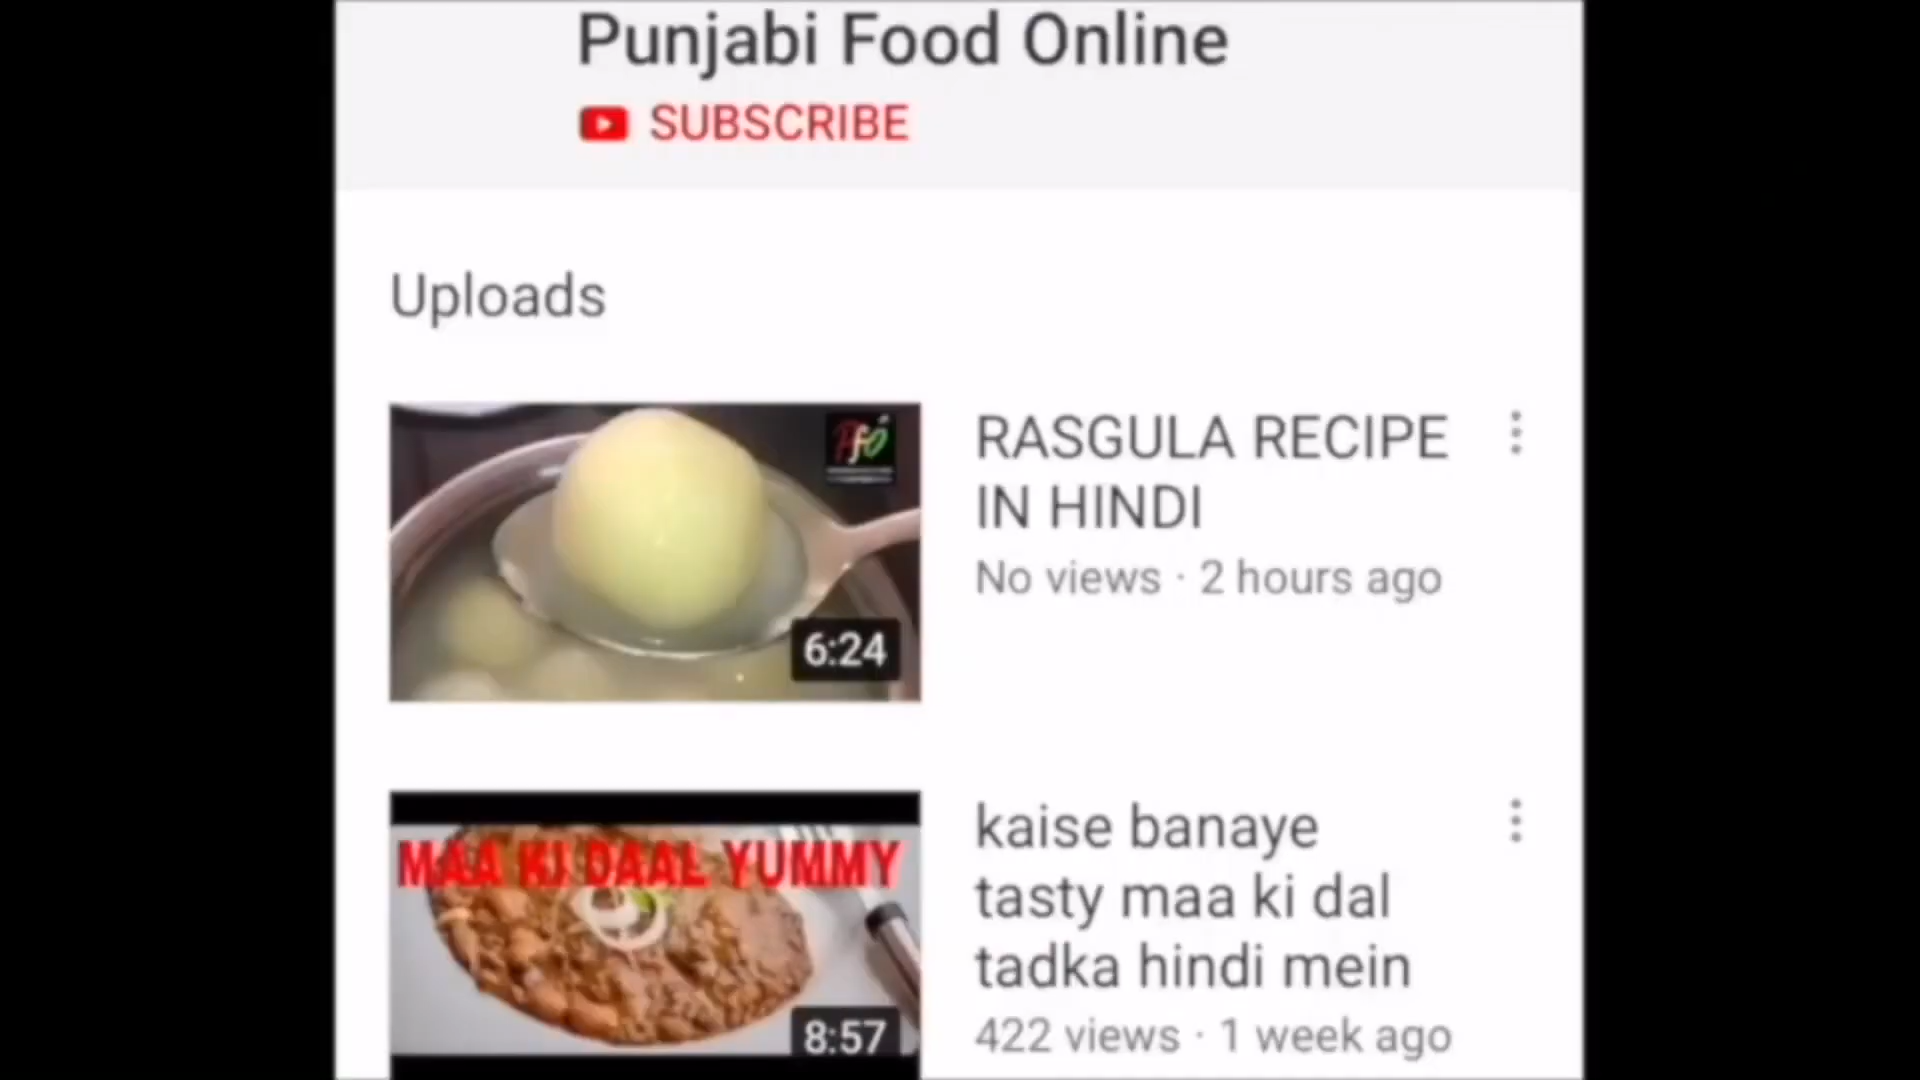 Punjabi Food Online
SUBSCRIBE
Uploads
Pfo
6:24
RASGULA RECIPE
IN HINDI
No views · 2 hours ago
MAA KI DAAL YUMMY
8:57
kaise banaye
tasty maa ki dal
tadka hindi mein
422 views · 1 week ago